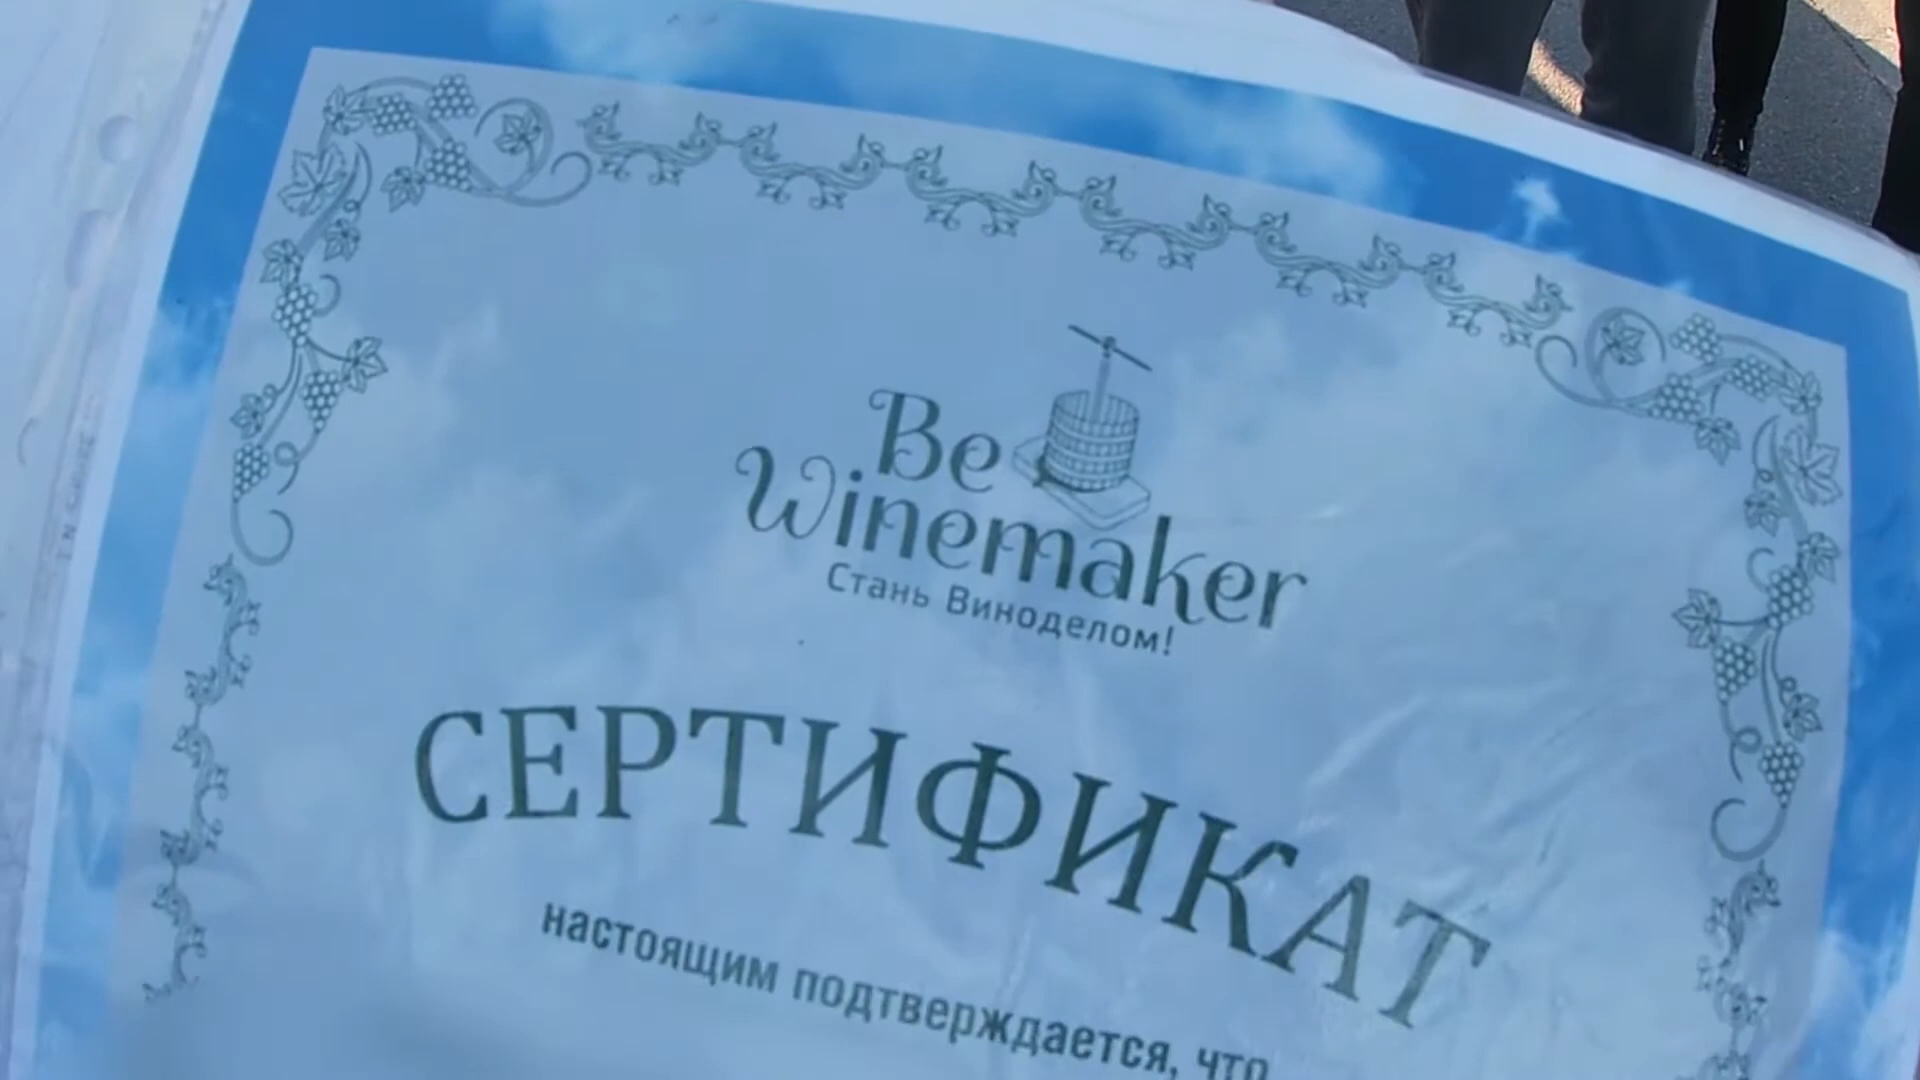 Be
Winemaker
Стань Виноделом!
СЕРТИФИКАТ
настоящим подтверждается, что